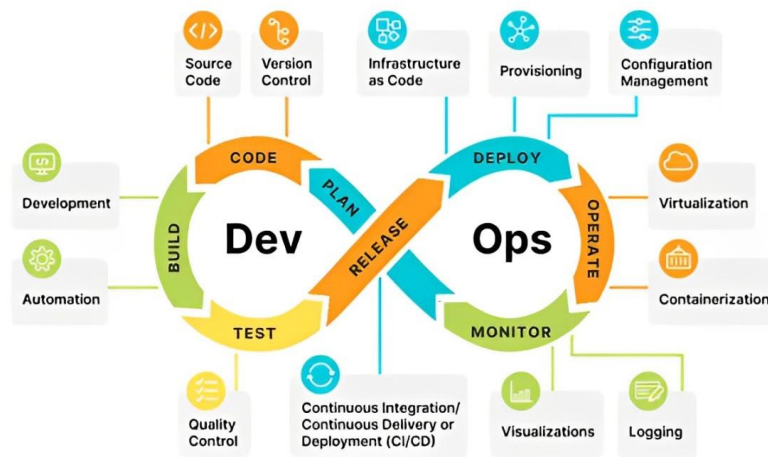 Source
Code
Version
Control
Infrastructure
as Code
Provisioning
Configuration
Management
CODE
PLAN
DEPLOY
Development
BUILD
Dev
RELEASE
Ops
OPERATE
Virtualization
Automation
Containerization
TEST
MONITOR
Quality
Control
Continuous Integration/
Continuous Delivery or
Deployment (CI/CD)
Visualizations
Logging